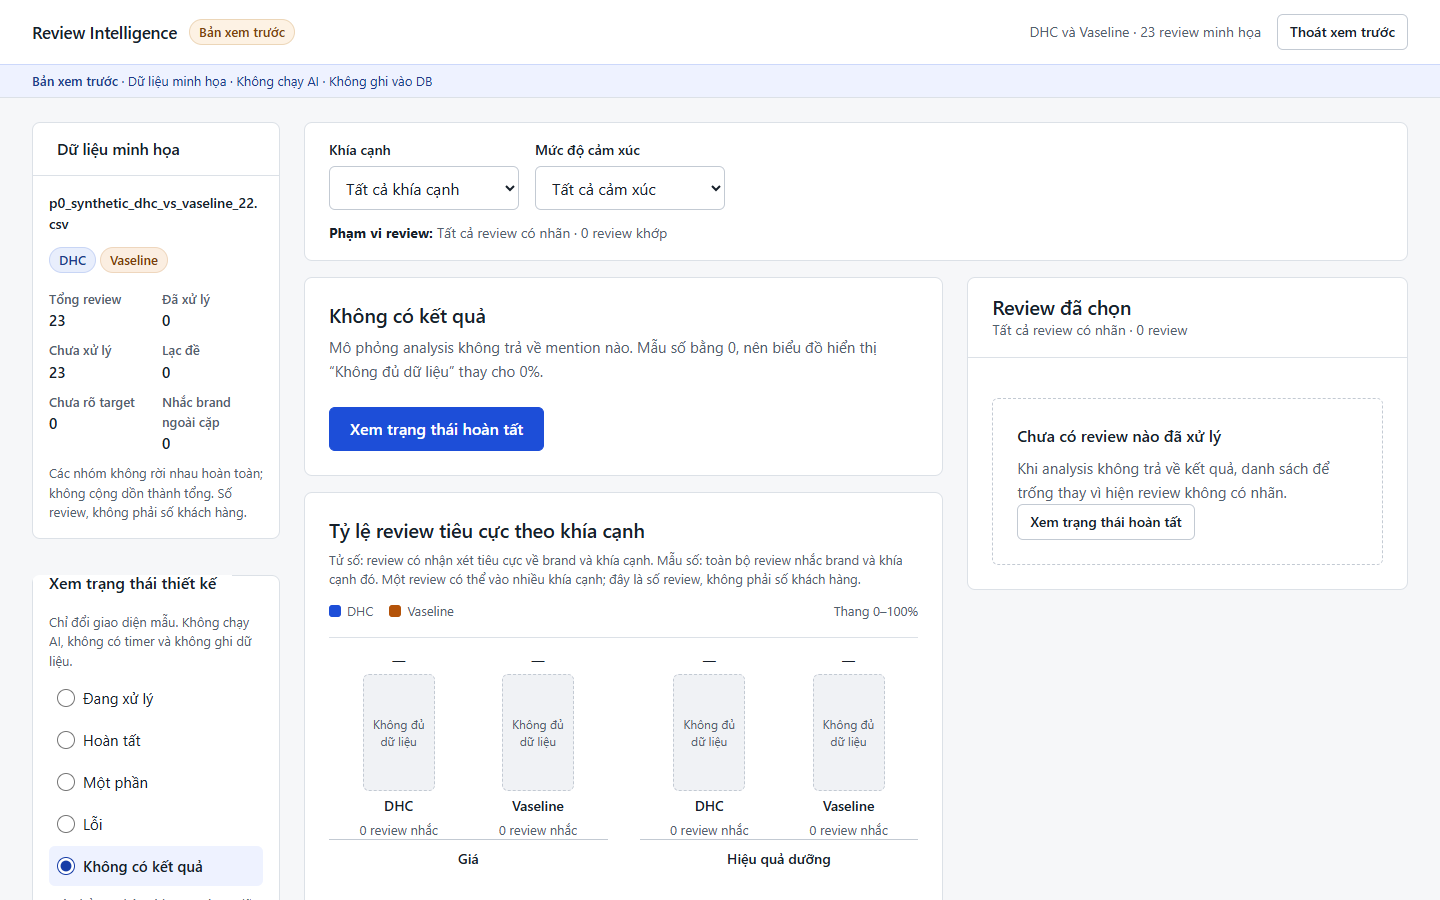 Review Intelligence
Bản xem trước
DHC và Vaseline · 23 review minh họa
Thoát xem trước
Bản xem trước · Dữ liệu minh họa · Không chạy AI · Không ghi vào DB
Dữ liệu minh họa
p0_synthetic_dhc_vs_vaseline_22.
csv
DHC
Vaseline
Tổng review
23
Đã xử lý
0
Chưa xử lý
23
Lạc đề
0
Chưa rõ target
0
Nhắc brand
ngoài cặp
0
Các nhóm không rời nhau hoàn toàn;
không cộng dồn thành tổng. Số
review, không phải số khách hàng.
Xem trạng thái thiết kế
Chỉ đổi giao diện mẫu. Không chạy
AI, không có timer và không ghi dữ
liệu.
Đang xử lý
Hoàn tất
Một phần
Lỗi
Không có kết quả
Khía cạnh
Tất cả khía cạnh
Mức độ cảm xúc
Tất cả cảm xúc
Phạm vi review: Tất cả review có nhãn · 0 review khớp
Không có kết quả
Mô phỏng analysis không trả về mention nào. Mẫu số bằng 0, nên biểu đồ hiển thị
“Không đủ dữ liệu” thay cho 0%.
Xem trạng thái hoàn tất
Tỷ lệ review tiêu cực theo khía cạnh
Tử số: review có nhận xét tiêu cực về brand và khía cạnh. Mẫu số: toàn bộ review nhắc brand và khía
cạnh đó. Một review có thể vào nhiều khía cạnh; đây là số review, không phải số khách hàng.
DHC
Vaseline
Thang 0–100%
— — — —
Không đủ
dữ liệu
Không đủ
dữ liệu
Không đủ
dữ liệu
Không đủ
dữ liệu
DHC
Vaseline
DHC
Vaseline
0 review nhắc
0 review nhắc
0 review nhắc
0 review nhắc
Giá
Hiệu quả dưỡng
Review đã chọn
Tất cả review có nhãn · 0 review
Chưa có review nào đã xử lý
Khi analysis không trả về kết quả, danh sách để
trống thay vì hiện review không có nhãn.
Xem trạng thái hoàn tất